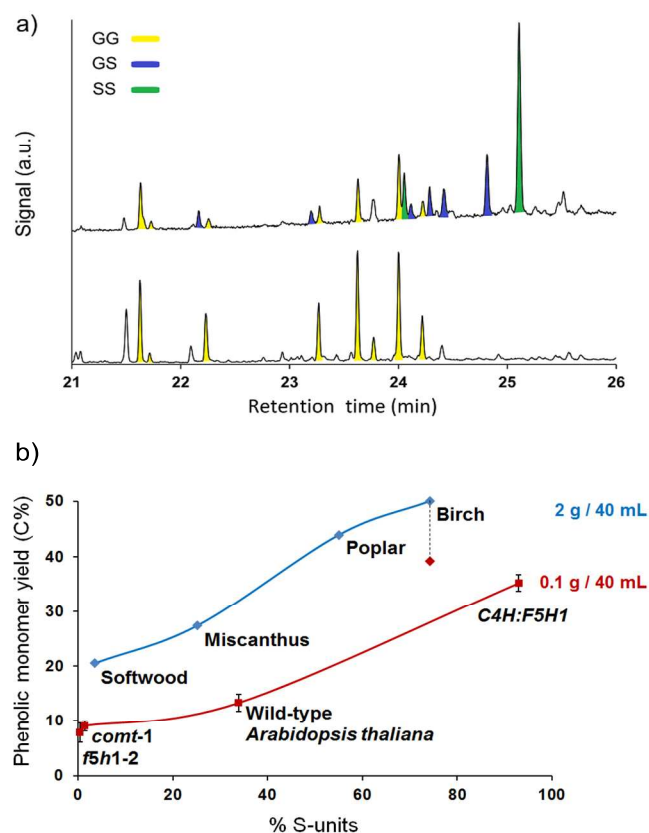 a)
GG
GS
SS
Signal (a.u.)
21 22 23 24 25 26
Retention time (min)
b)
Phenolic monomer yield (C%)
50
40
30
20
10
0
Birch
2 g / 40 mL
Poplar
0.1 g / 40 mL
C4H:F5H1
Miscanthus
Softwood
Wild-type
Arabidopsis thaliana
comt-1
f5h1-2
0 20 40 60 80 100
% S-units